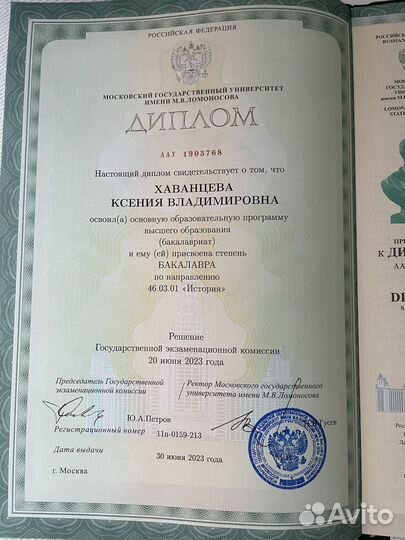 РОССИЙСКАЯ ФЕДЕРАЦИЯ
МОСКОВСКИЙ ГОСУДАРСТВЕННЫЙ УНИВЕРСИТЕТ
ИМЕНИ М.В.ЛОМОНОСОВА
ДИПЛОМ
ААУ 1903768
Настоящий диплом свидетельствует о том, что
ХАВАНЦЕВА
КСЕНИЯ ВЛАДИМИРОВНА
освоил(а) основную образовательную программу
высшего образования
(бакалавриат)
и ему (ей) присвоена степень
БАКАЛАВРА
по направлению
46.03.01 «История»
Решение
Государственной экзаменационной комиссии
20 июня 2023 года
Председатель Государственной
экзаменационной комиссии
Ректор Московского государственного
университета имени М.В.Ломоносова
Ю.А.Петров
Гусев
Регистрационный номер 11п-0159-213
Дата выдачи 30 июня 2023 года
г. Москва
Avito